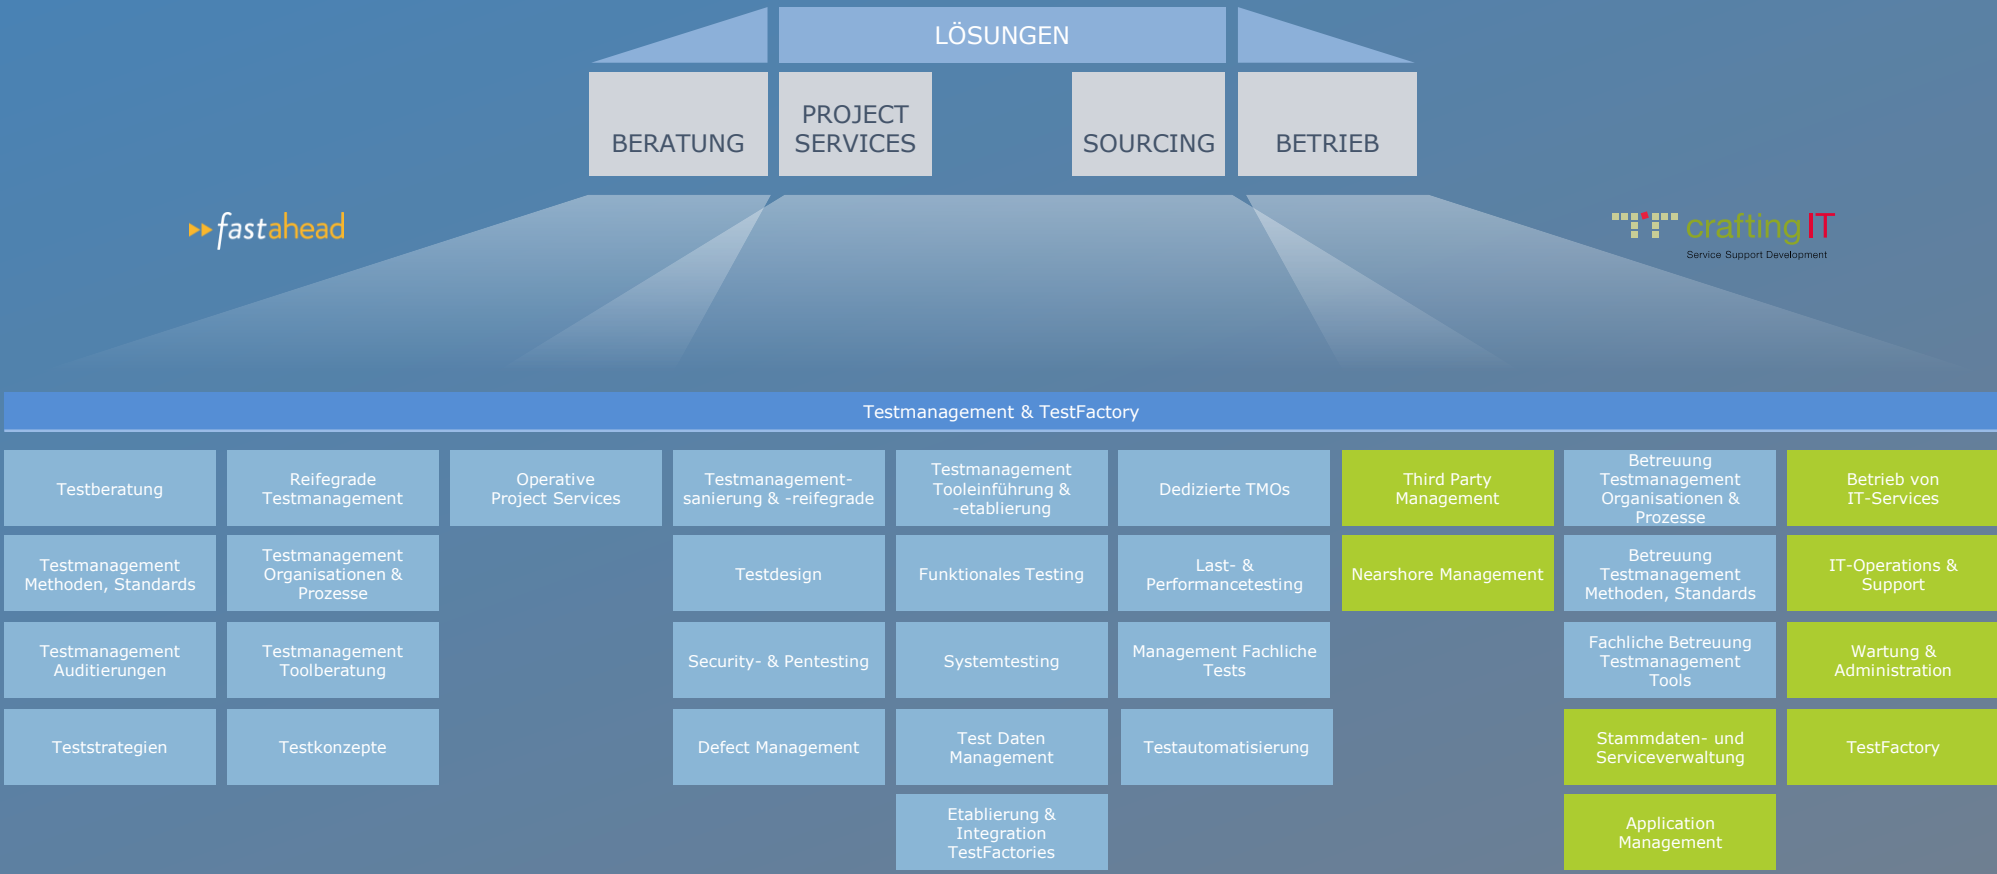 LÖSUNGEN
BERATUNG
PROJECT
SERVICES
SOURCING
BETRIEB
fastahead
crafting IT
Service Support Development
Testmanagement & TestFactory
Testberatung
Reifegrade
Testmanagement
Operative
Project Services
Testmanagement-
sanierung & -reifegrade
Testmanagement
Tooleinführung &
-etablierung
Dedizierte TMOs
Third Party
Management
Betreuung
Testmanagement
Organisationen &
Prozesse
Betrieb von
IT-Services
Testmanagement
Methoden, Standards
Testmanagement
Organisationen &
Prozesse
Testdesign
Funktionales Testing
Last- &
Performancetesting
Nearshore Management
Betreuung
Testmanagement
Methoden, Standards
IT-Operations &
Support
Testmanagement
Auditierungen
Testmanagement
Toolberatung
Security- & Pentesting
Systemtesting
Management Fachliche
Tests
Fachliche Betreuung
Testmanagement
Tools
Wartung &
Administration
Teststrategien
Testkonzepte
Defect Management
Test Daten
Management
Testautomatisierung
Stammdaten- und
Serviceverwaltung
TestFactory
Etablierung &
Integration
TestFactories
Application
Management